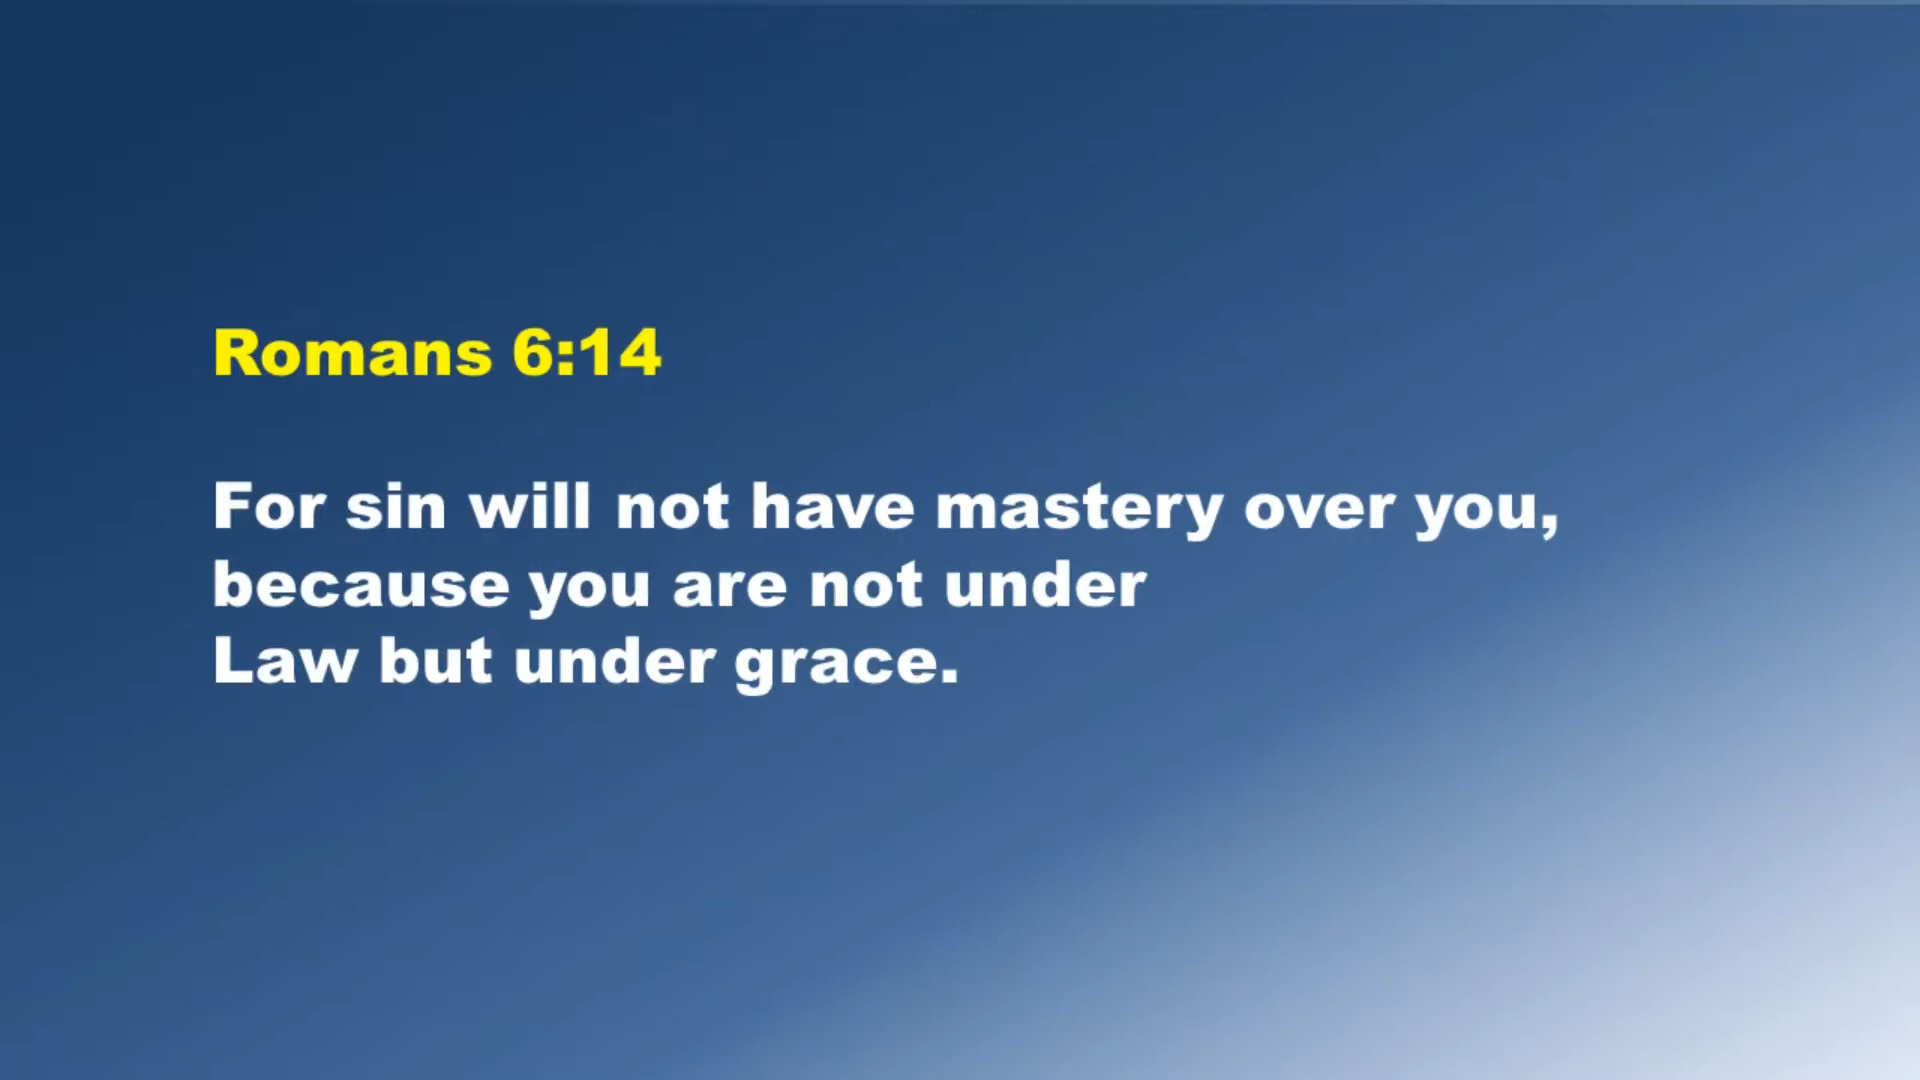 Romans 6:14
For sin will not have mastery over you,
because you are not under
Law but under grace.